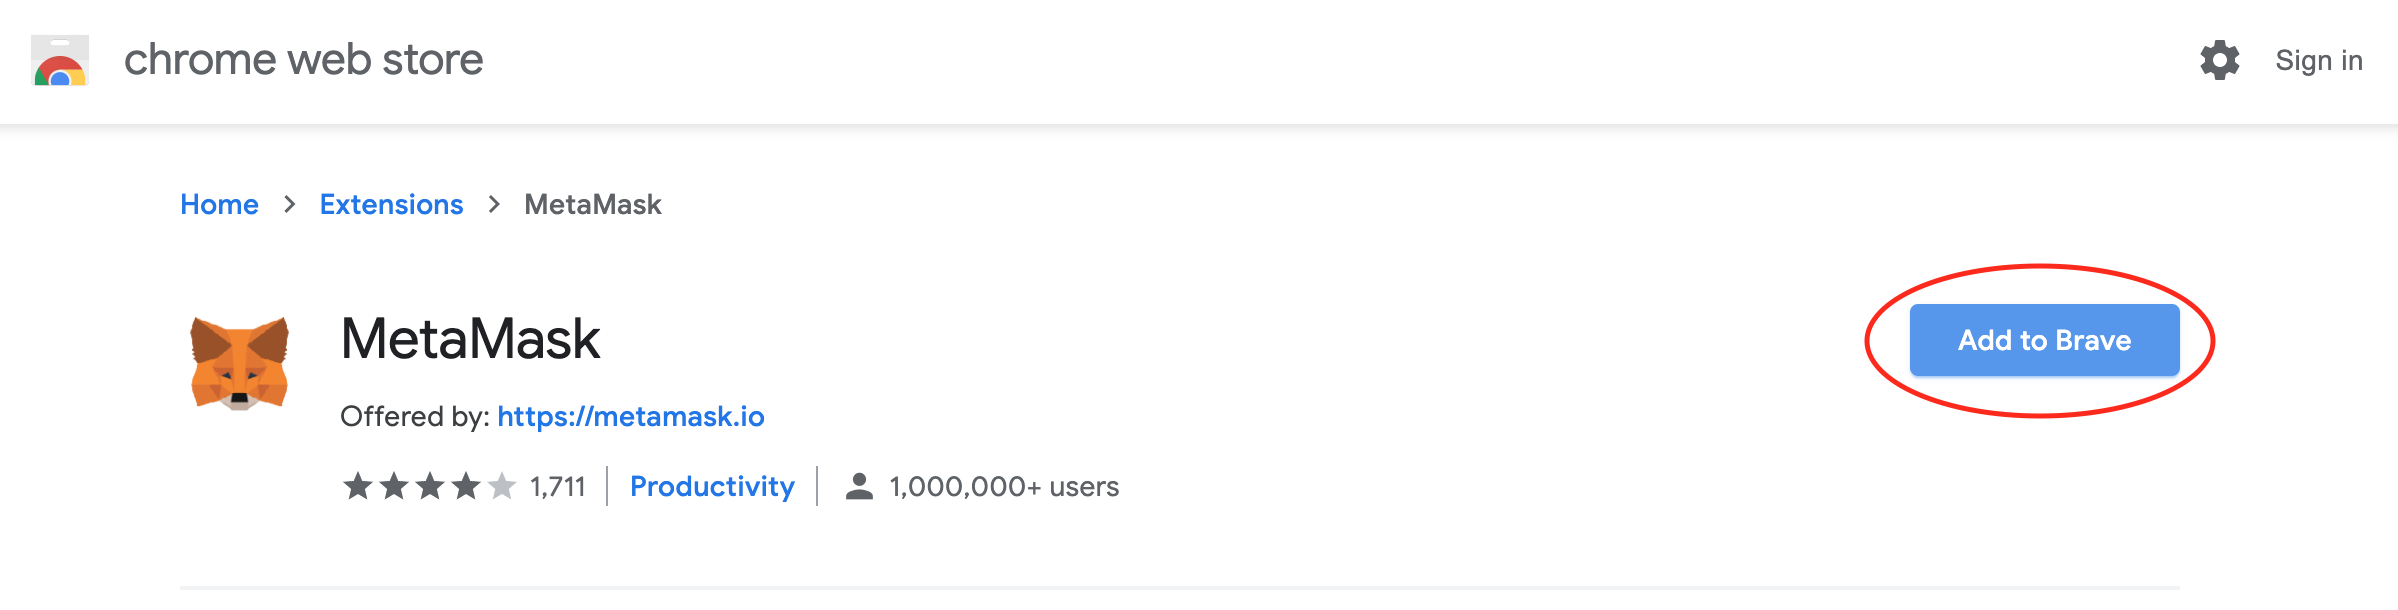 chrome web store
Sign in
Home > Extensions > MetaMask
MetaMask
Add to Brave
Offered by: https://metamask.io
1,711 Productivity 1,000,000+ users